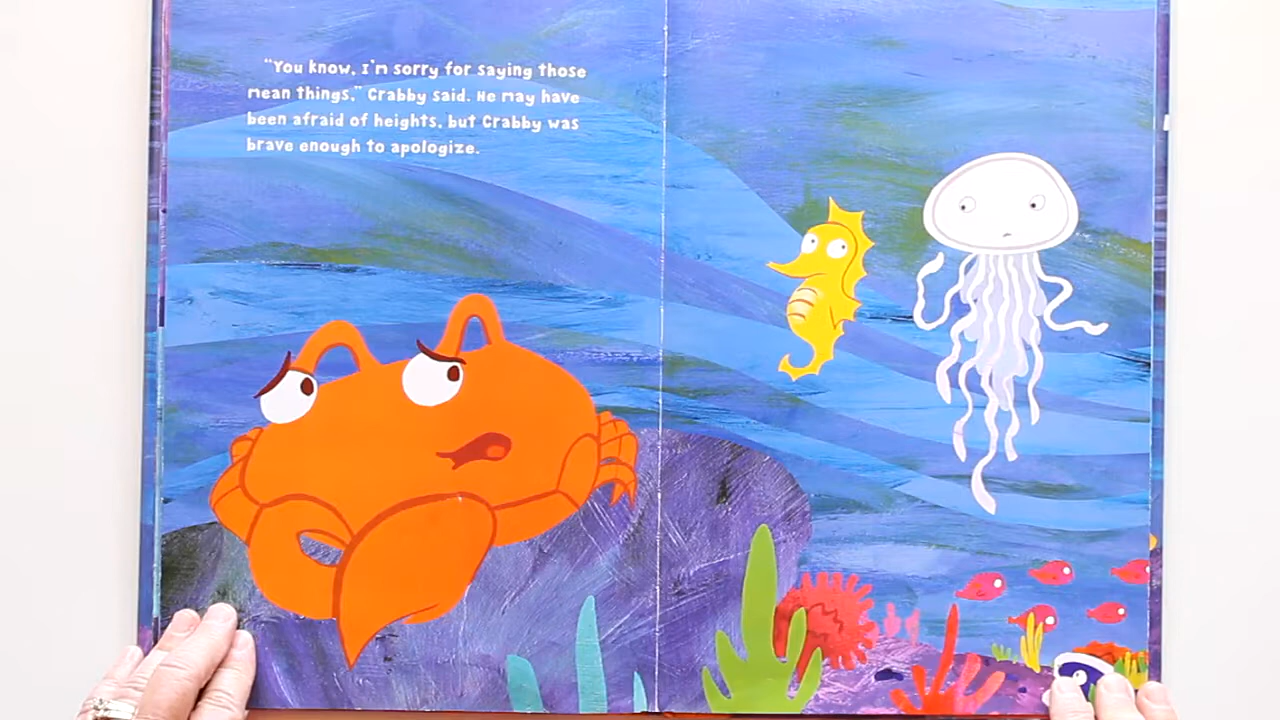 "You know, I'm sorry for saying those
mean things," Crabby said. He may have
been afraid of heights, but Crabby was
brave enough to apologize.